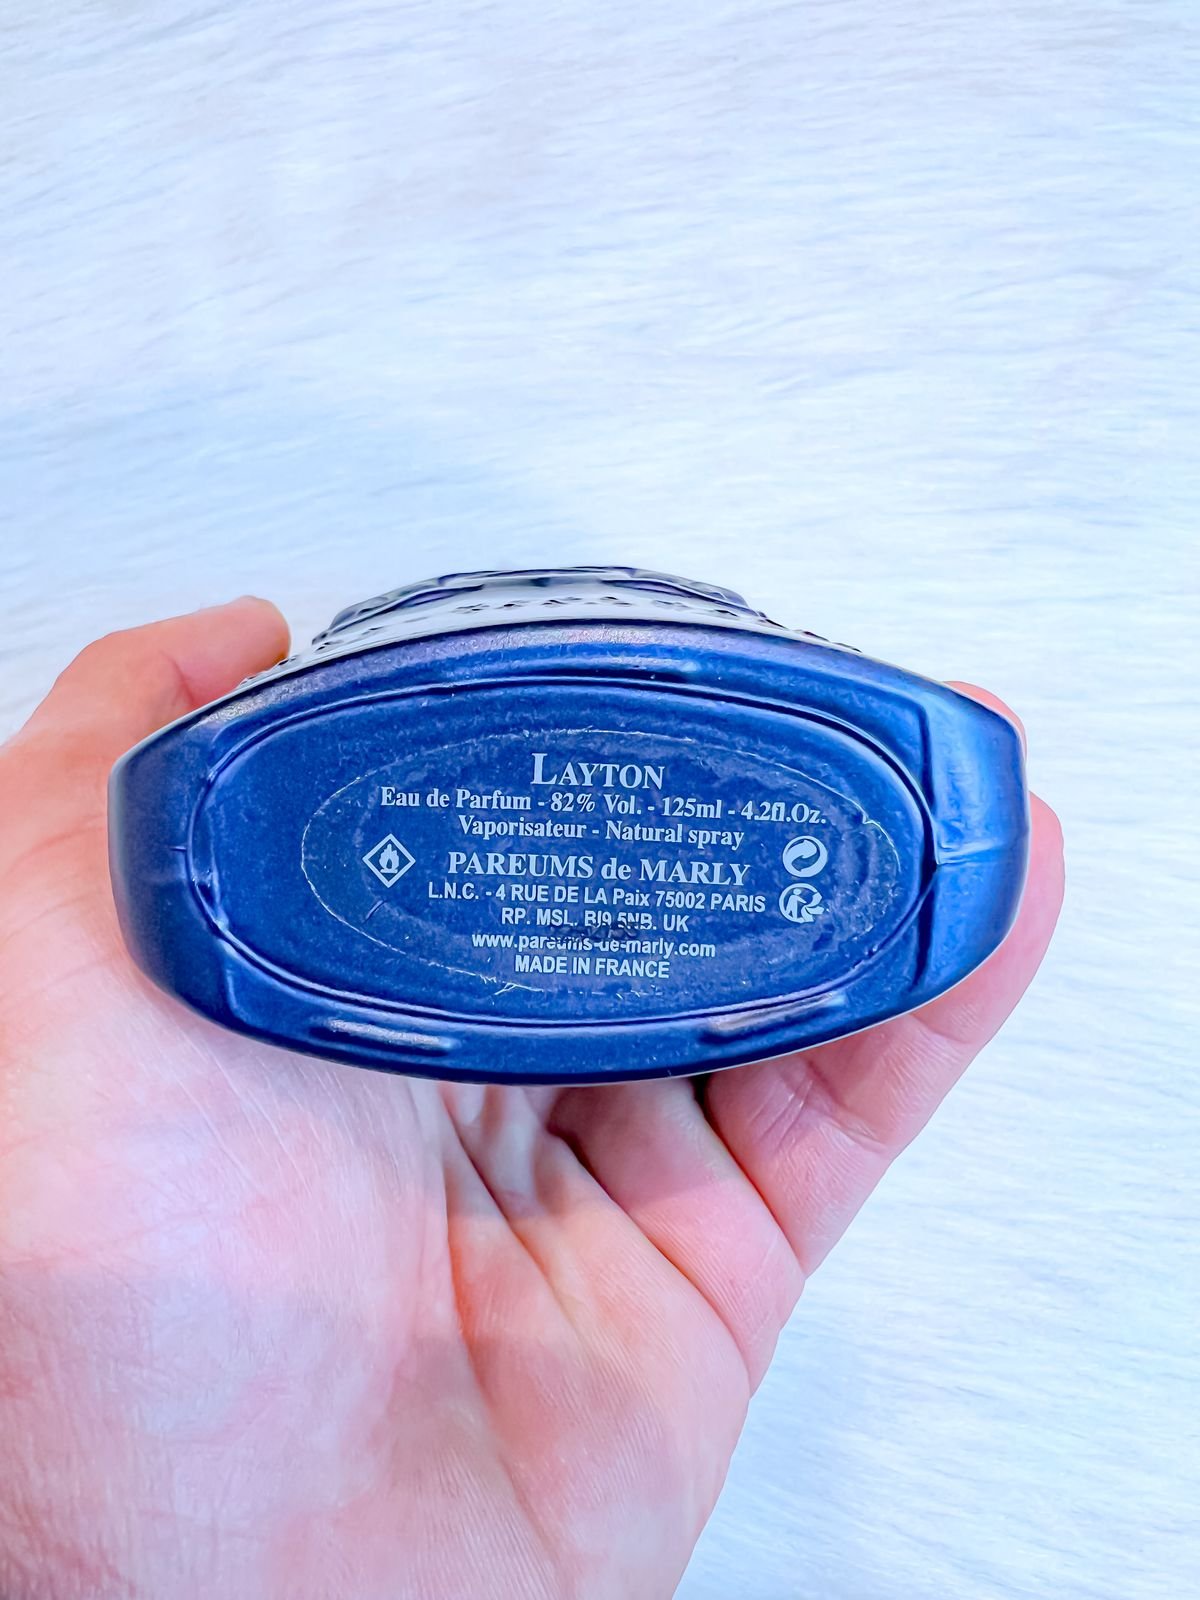 LAYTON
Eau de Parfum - 82% Vol. - 125ml - 4.2fl.Oz.
Vaporisateur - Natural spray
PAREUMS de MARLY
L.N.C. - 4 RUE DE LA Paix 75002 PARIS
RP. MSL. BI9 5NB. UK
www.pareums-de-marly.com
MADE IN FRANCE